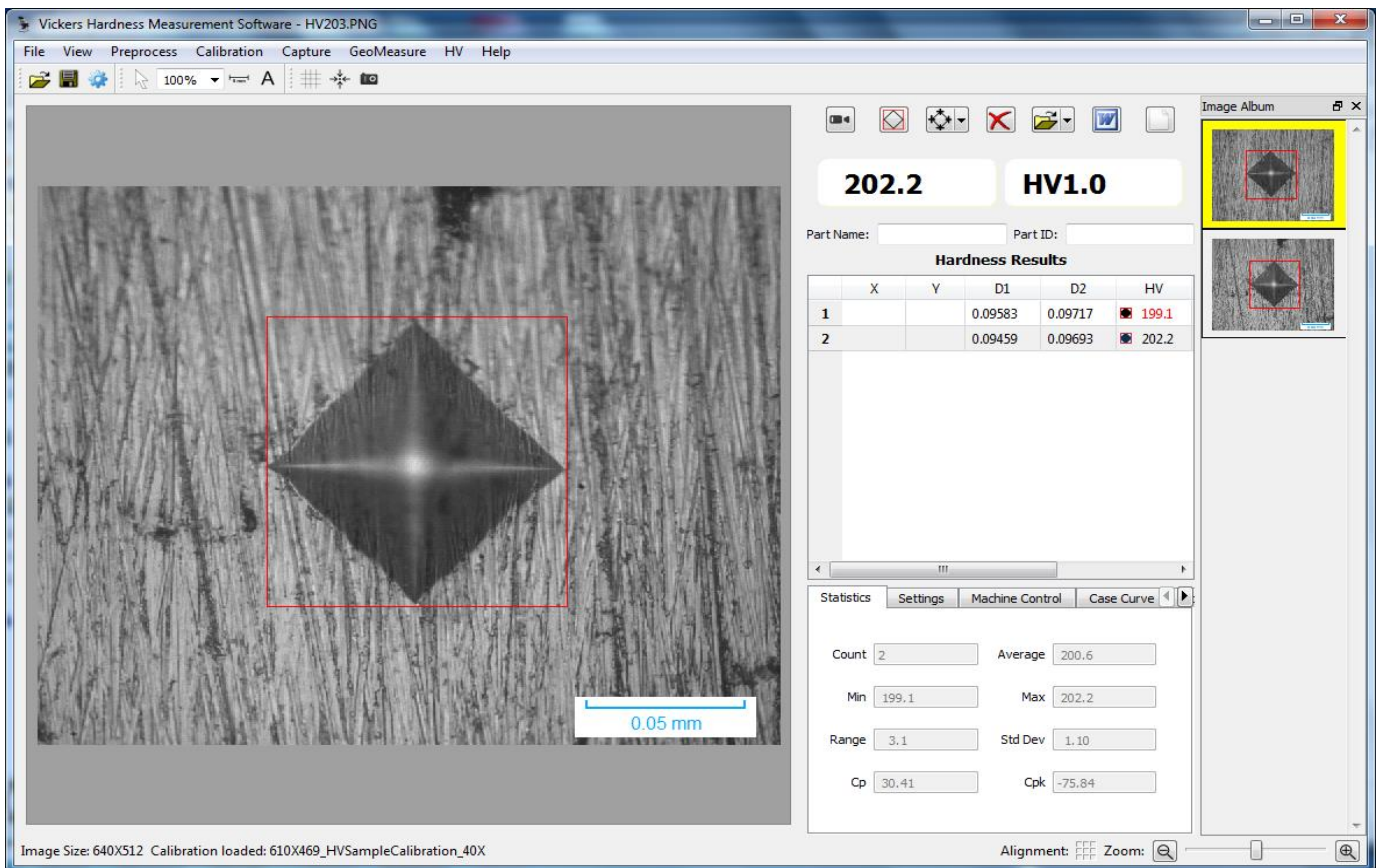 Vickers Hardness Measurement Software - HV203.PNG
File View Preprocess Calibration Capture GeoMeasure HV Help
100% A
Image Album
202.2 HV1.0
Part Name: Part ID:
Hardness Results
X Y D1 D2 HV
1 0.09583 0.09717 199.1
2 0.09459 0.09693 202.2
0.05 mm
Statistics Settings Machine Control Case Curve
Count 2 Average 200.6
Min 199.1 Max 202.2
Range 3.1 Std Dev 1.10
Cp 30.41 Cpk -75.84
Image Size: 640X512 Calibration loaded: 610X469_HVSampleCalibration_40X Alignment: Zoom: